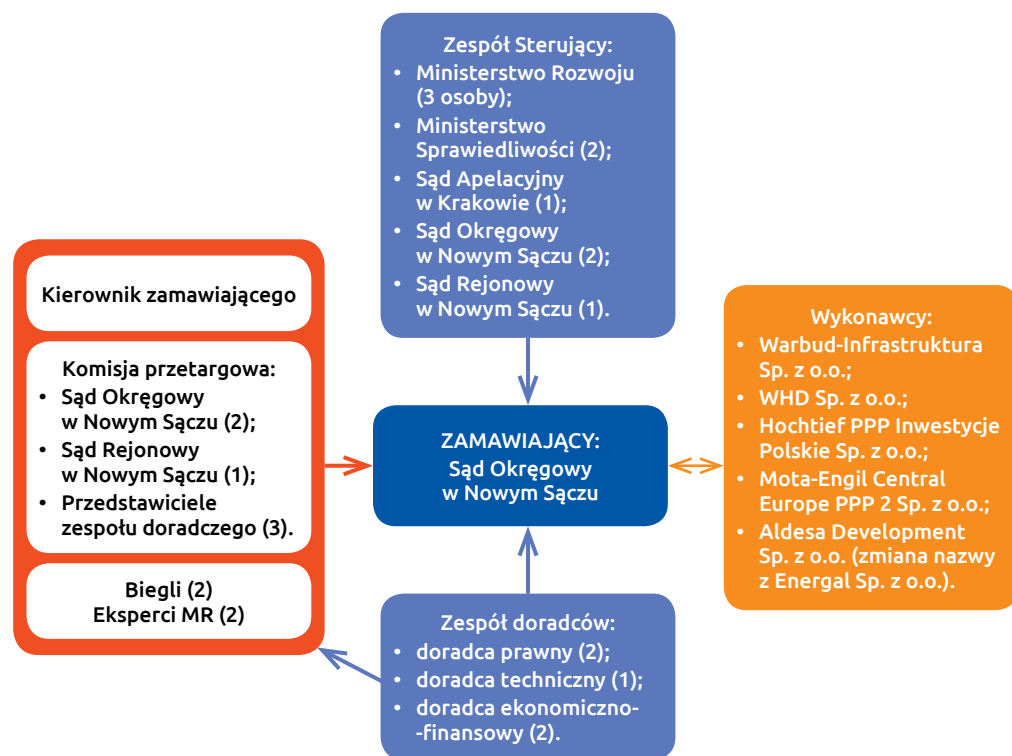 Zespół Sterujący:
• Ministerstwo Rozwoju
(3 osoby);
• Ministerstwo
Sprawiedliwości (2);
• Sąd Apelacyjny
w Krakowie (1);
• Sąd Okręgowy
w Nowym Sączu (2);
• Sąd Rejonowy
w Nowym Sączu (1).
Kierownik zamawiającego
Komisja przetargowa:
• Sąd Okręgowy
w Nowym Sączu (2);
• Sąd Rejonowy
w Nowym Sączu (1);
• Przedstawiciele
zespołu doradczego (3).
Biegli (2)
Eksperci MR (2)
ZAMAWIAJĄCY:
Sąd Okręgowy
w Nowym Sączu
Wykonawcy:
• Warbud-Infrastruktura
Sp. z o.o.;
• WHD Sp. z o.o.;
• Hochtief PPP Inwestycje
Polskie Sp. z o.o.;
• Mota-Engil Central
Europe PPP 2 Sp. z o.o.;
• Aldesa Development
Sp. z o.o. (zmiana nazwy
z Energal Sp. z o.o.).
Zespół doradców:
• doradca prawny (2);
• doradca techniczny (1);
• doradca ekonomiczno-
-finansowy (2).